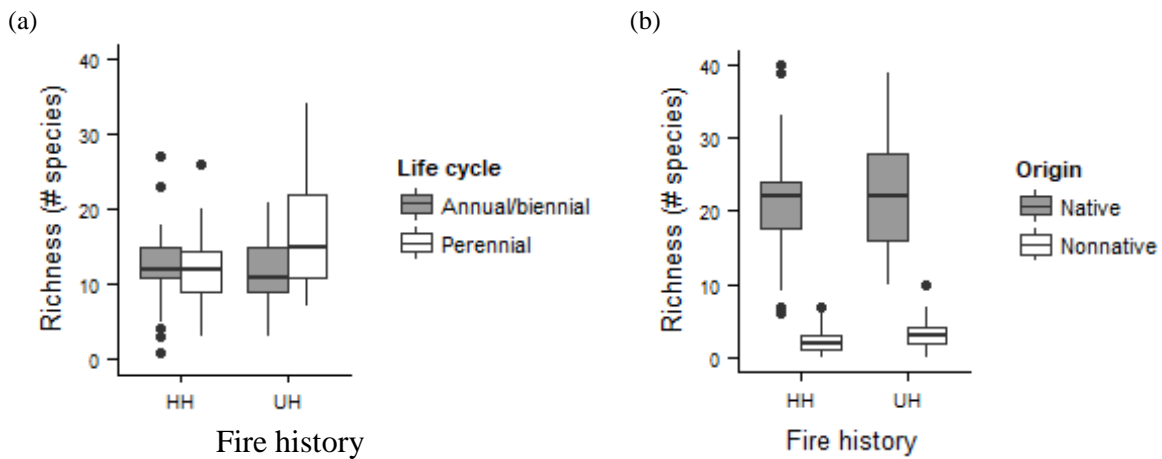 (a)
Richness (# species)
40
30
20
10
0
HH
UH
Fire history
Life cycle
Annual/biennial
Perennial
(b)
Richness (# species)
40
30
20
10
0
HH
UH
Fire history
Origin
Native
Nonnative